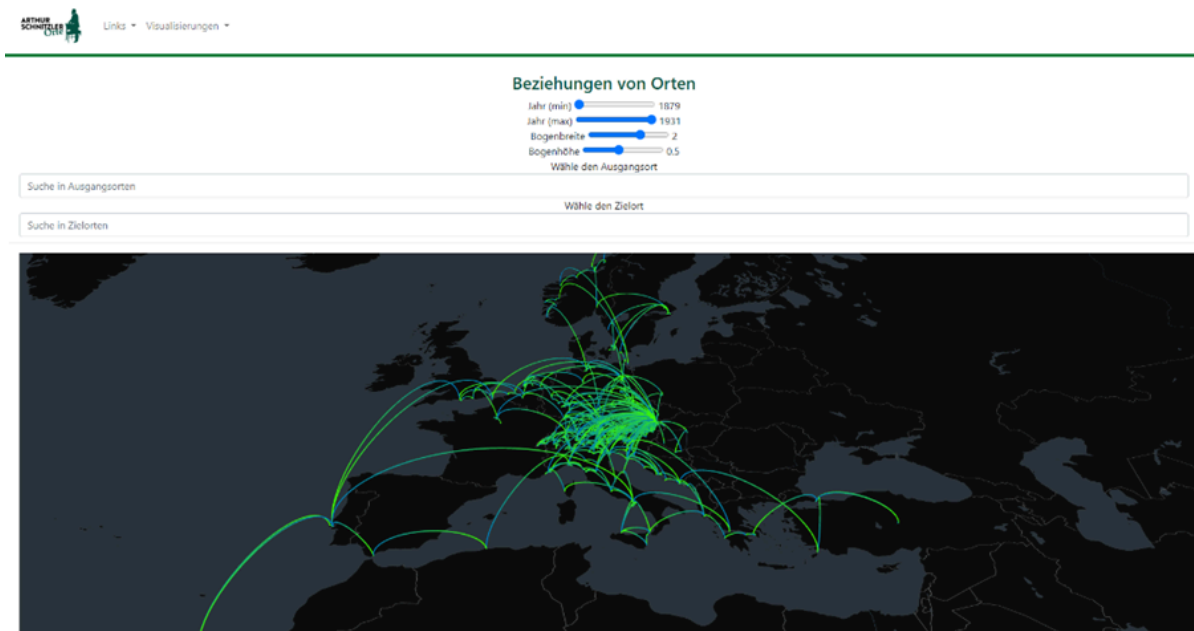 ARTHUR
SCHNITZLER
Orte
Links Visualisierungen
Beziehungen von Orten
Jahr (min) 1879
Jahr (max) 1931
Bogenbreite 2
Bogenhöhe 0.5
Wähle den Ausgangsort
Suche in Ausgangsorten
Wähle den Zielort
Suche in Zielorten